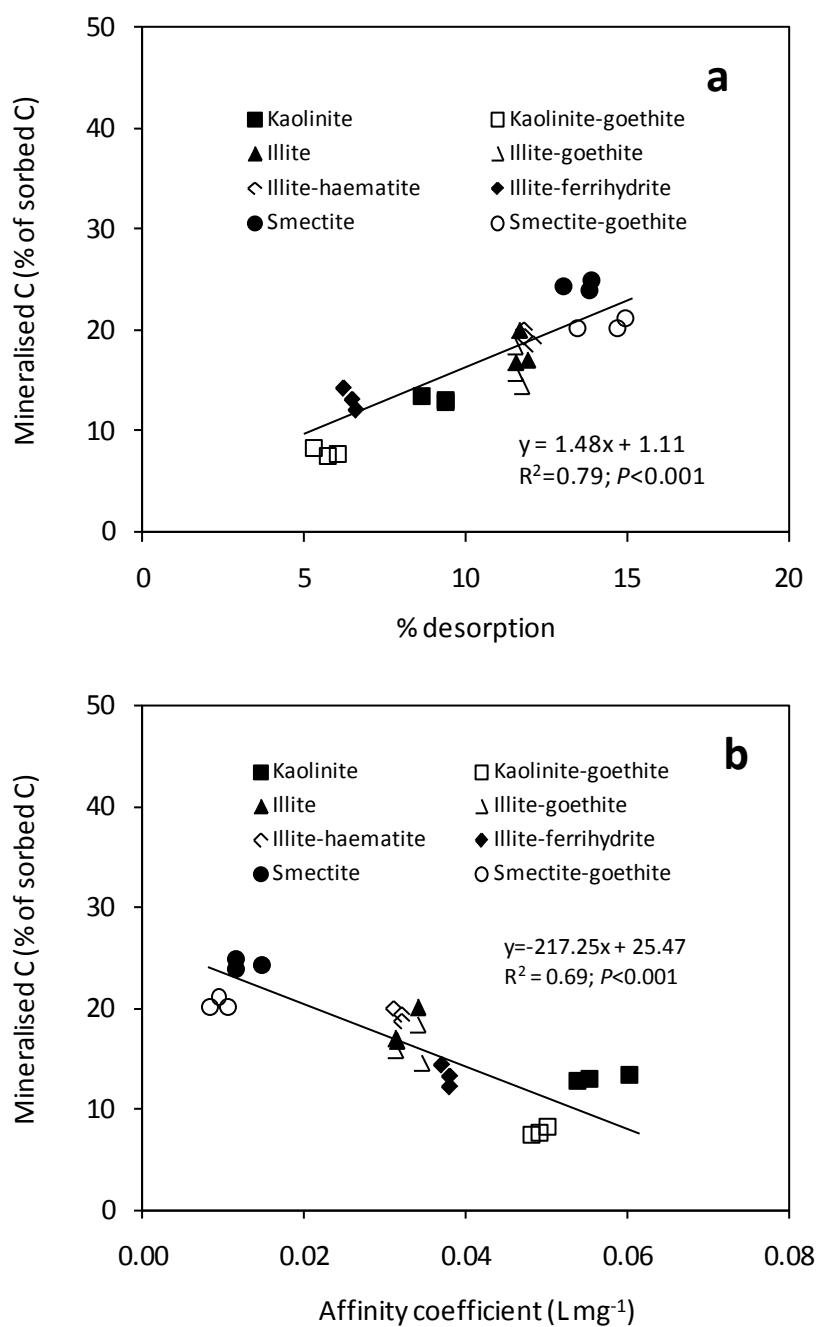 50
40
30
20
10
0
Mineralised C (% of sorbed C)
a
Kaolinite Kaolinite-goethite
Illite Illite-goethite
Illite-haematite Illite-ferrihydrite
Smectite Smectite-goethite
y = 1.48x + 1.11
R²=0.79; P<0.001
0 5 10 15 20
% desorption
50
40
30
20
10
0
Mineralised C (% of sorbed C)
b
Kaolinite Kaolinite-goethite
Illite Illite-goethite
Illite-haematite Illite-ferrihydrite
Smectite Smectite-goethite
y=-217.25x + 25.47
R² = 0.69; P<0.001
0.00 0.02 0.04 0.06 0.08
Affinity coefficient (L mg⁻¹)